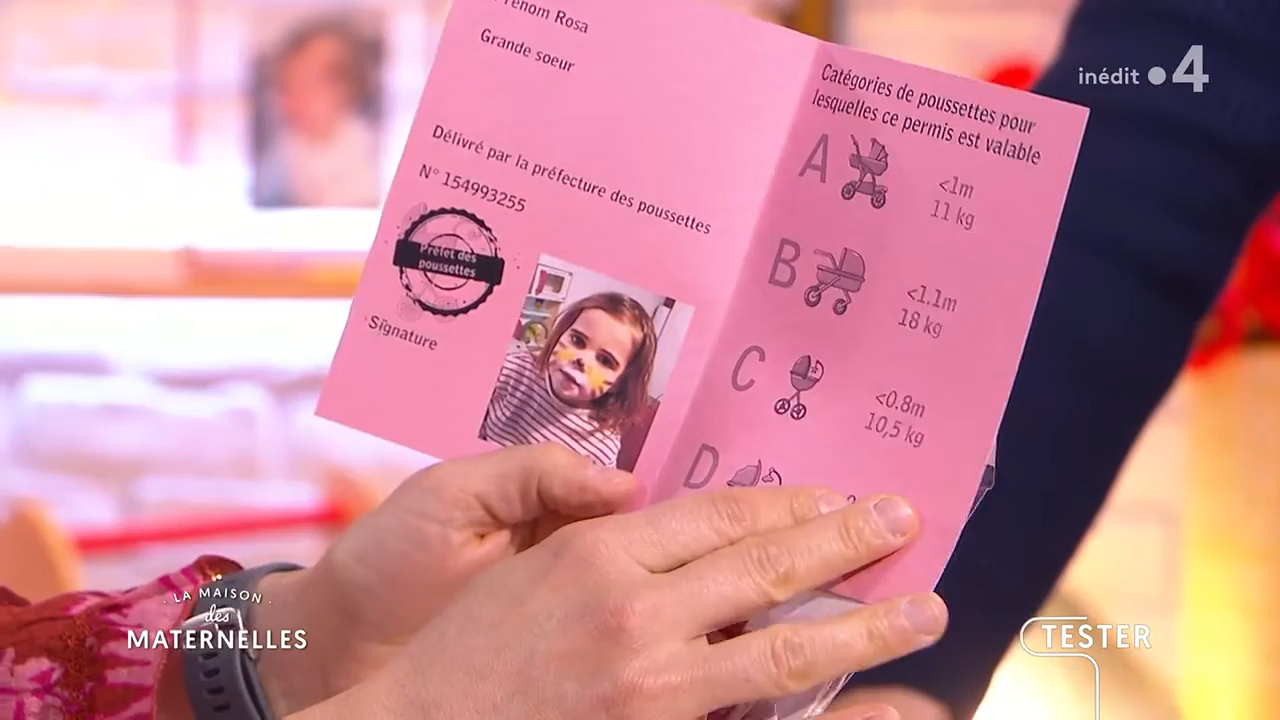 Prénom Rosa
Grande soeur
Délivré par la préfecture des poussettes
N° 154993255
Préfet des
poussettes
Signature
Catégories de poussettes pour
lesquelles ce permis est valable
A
<1m
11 kg
B
<1.1m
18 kg
C
<0.8m
10,5 kg
D
inédit 4
LA MAISON
des
MATERNELLES
TESTER